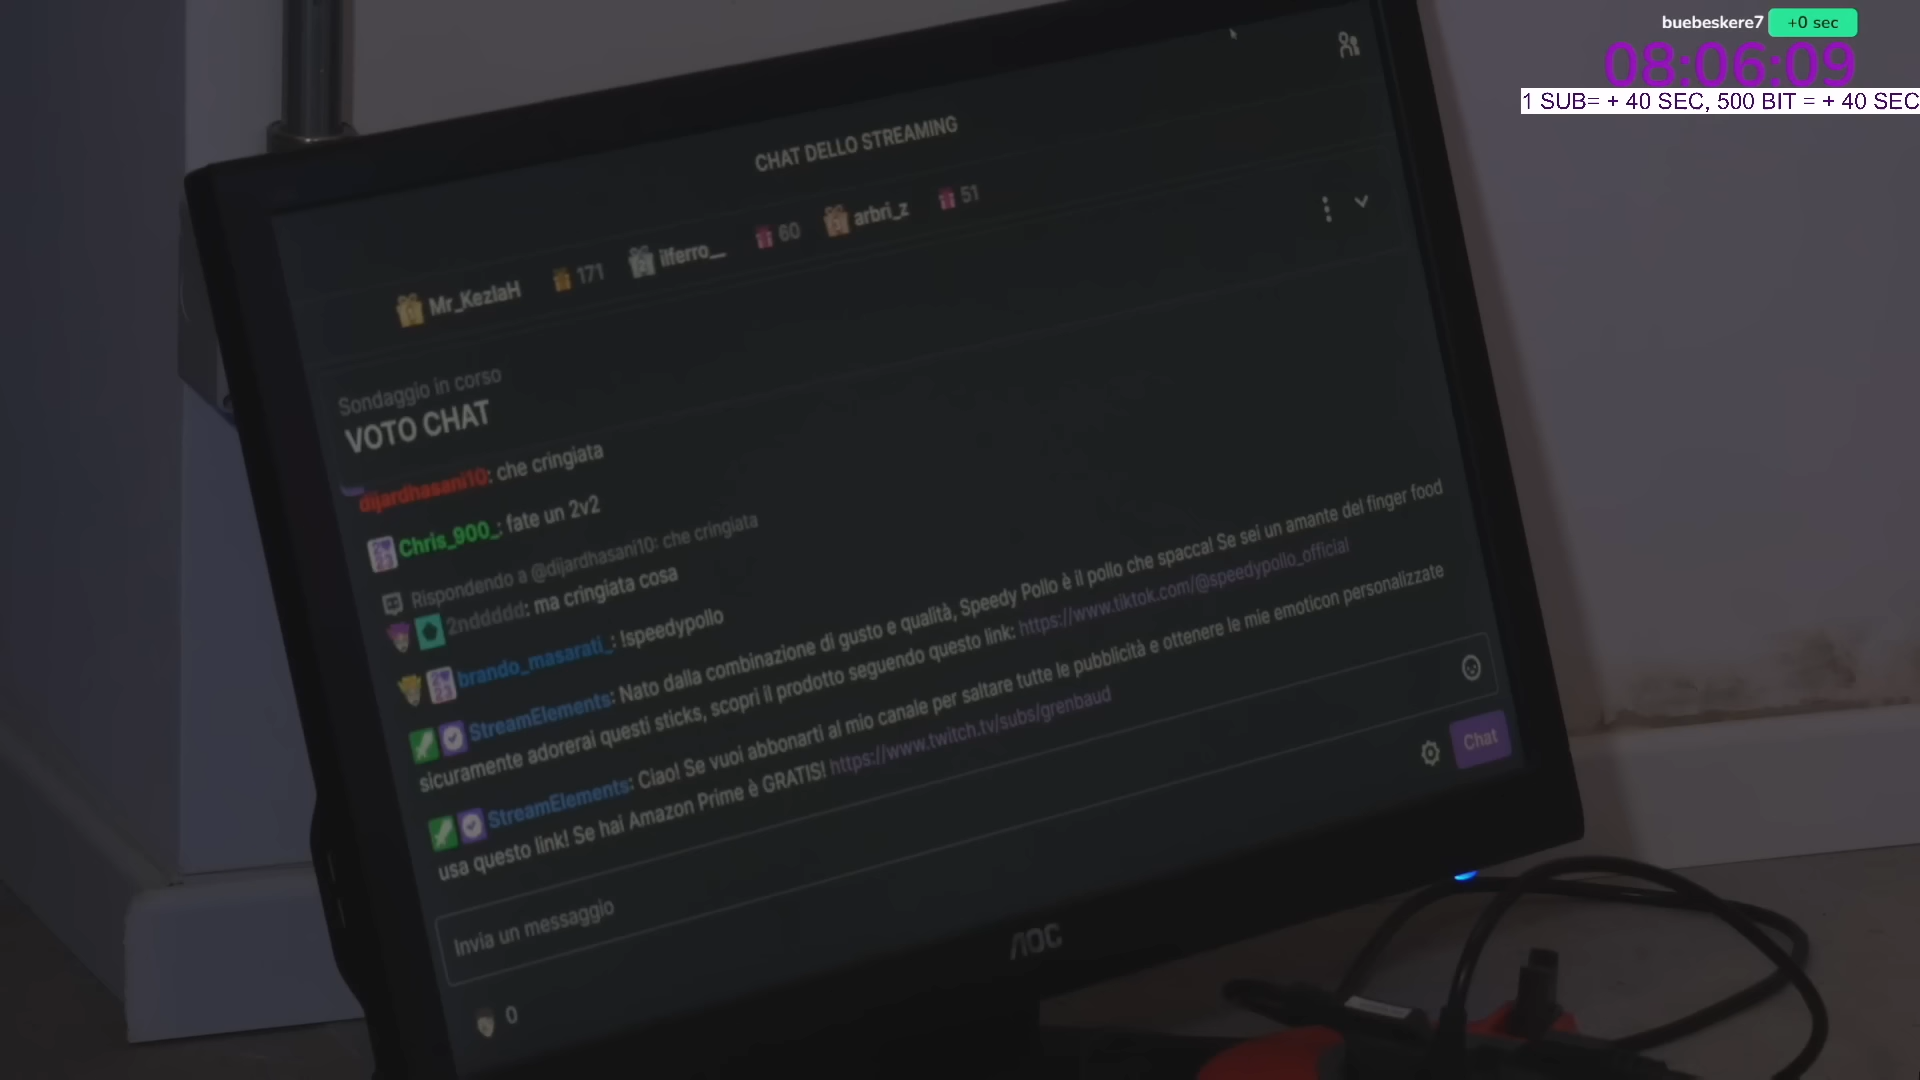 buebeskere7 +0 sec
08:06:09
1 SUB= + 40 SEC, 500 BIT = + 40 SEC
CHAT DELLO STREAMING
Mr_KezlaH 171 ilferro__ 60 arbri_z 51
Sondaggio in corso
VOTO CHAT
dijardhasani10: che cringiata
Chris_900_: fate un 2v2
Rispondendo a @dijardhasani10: che cringiata
2nddddd: ma cringiata cosa
brando_masarati_: !speedypollo
StreamElements: Nato dalla combinazione di gusto e qualità, Speedy Pollo è il pollo che spacca! Se sei un amante del finger food
sicuramente adorerai questi sticks, scopri il prodotto seguendo questo link: https://www.tiktok.com/@speedypollo_official
StreamElements: Ciao! Se vuoi abbonarti al mio canale per saltare tutte le pubblicità e ottenere le mie emoticon personalizzate
usa questo link! Se hai Amazon Prime è GRATIS! https://www.twitch.tv/subs/grenbaud
Invia un messaggio
Chat
0
AOC